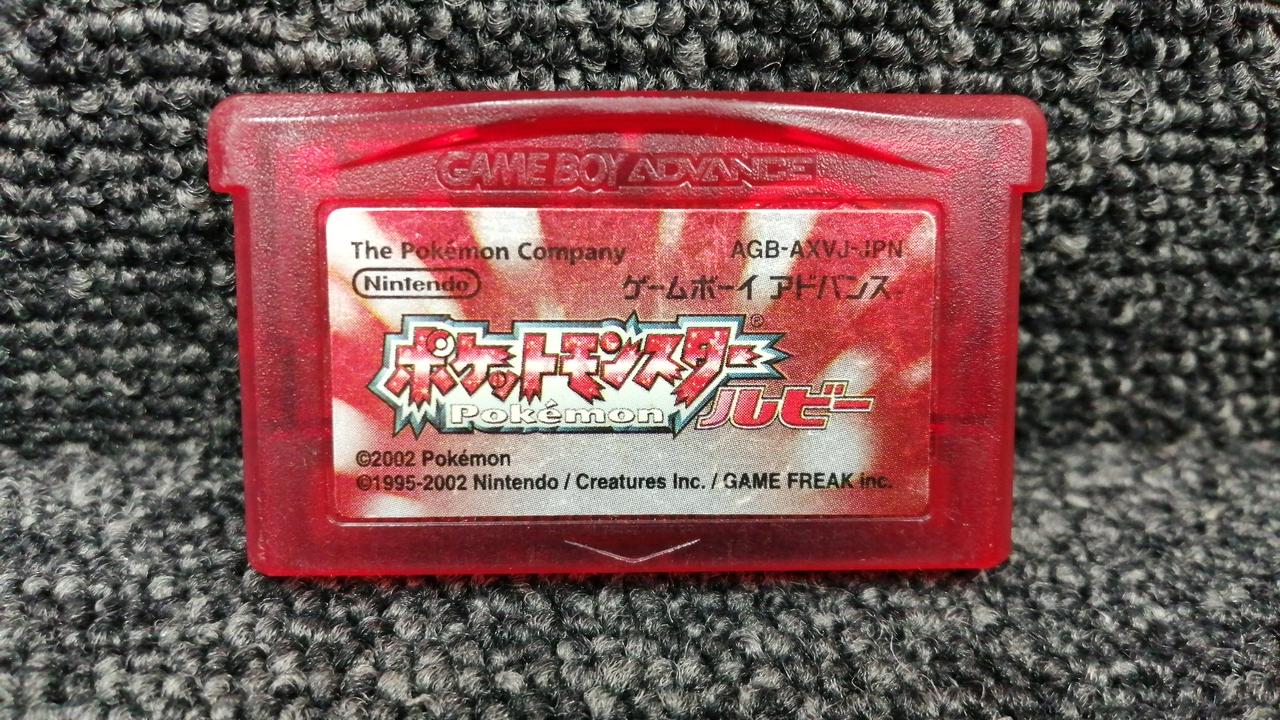 GAME BOY ADVANCE
The Pokémon Company AGB-AXVJ-JPN
Nintendo ゲームボーイ アドバンス™
ポケットモンスター®
Pokémon ルビー
©2002 Pokémon
©1995-2002 Nintendo / Creatures Inc. / GAME FREAK inc.